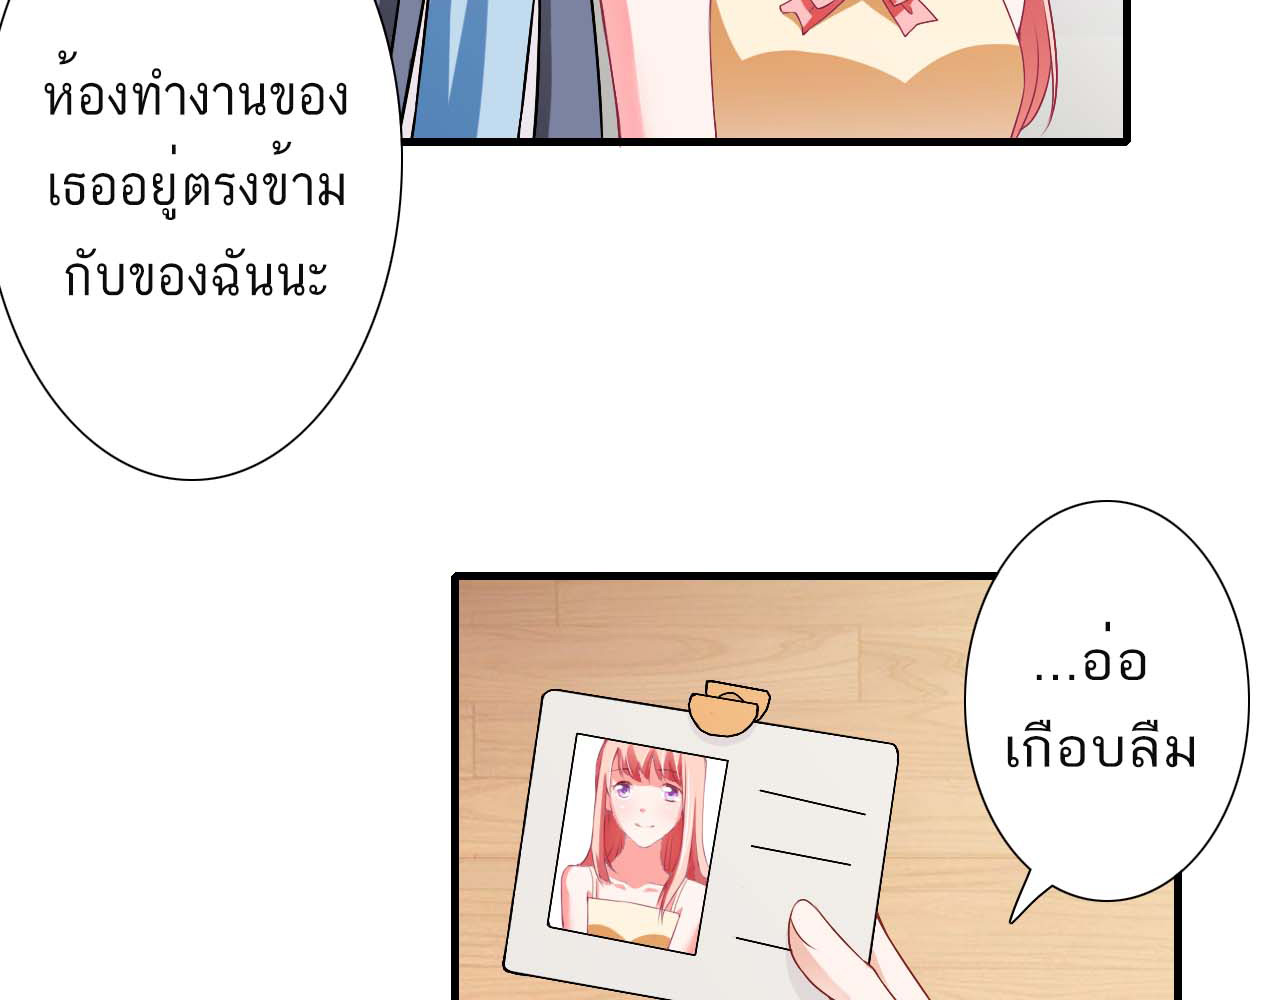 ห้องทำงานของ
เธออยู่ตรงข้าม
กับของฉันนะ
...อ่อ
เกือบลืม